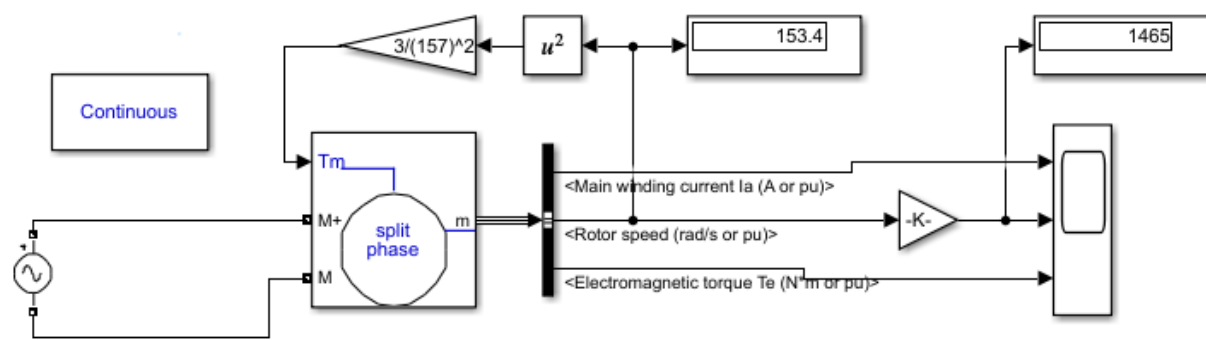 3/(157)^2
u²
153.4
1465
Continuous
Tm
M+
M
split
phase
m
<Main winding current Ia (A or pu)>
<Rotor speed (rad/s or pu)>
<Electromagnetic torque Te (N*m or pu)>
-K-
+